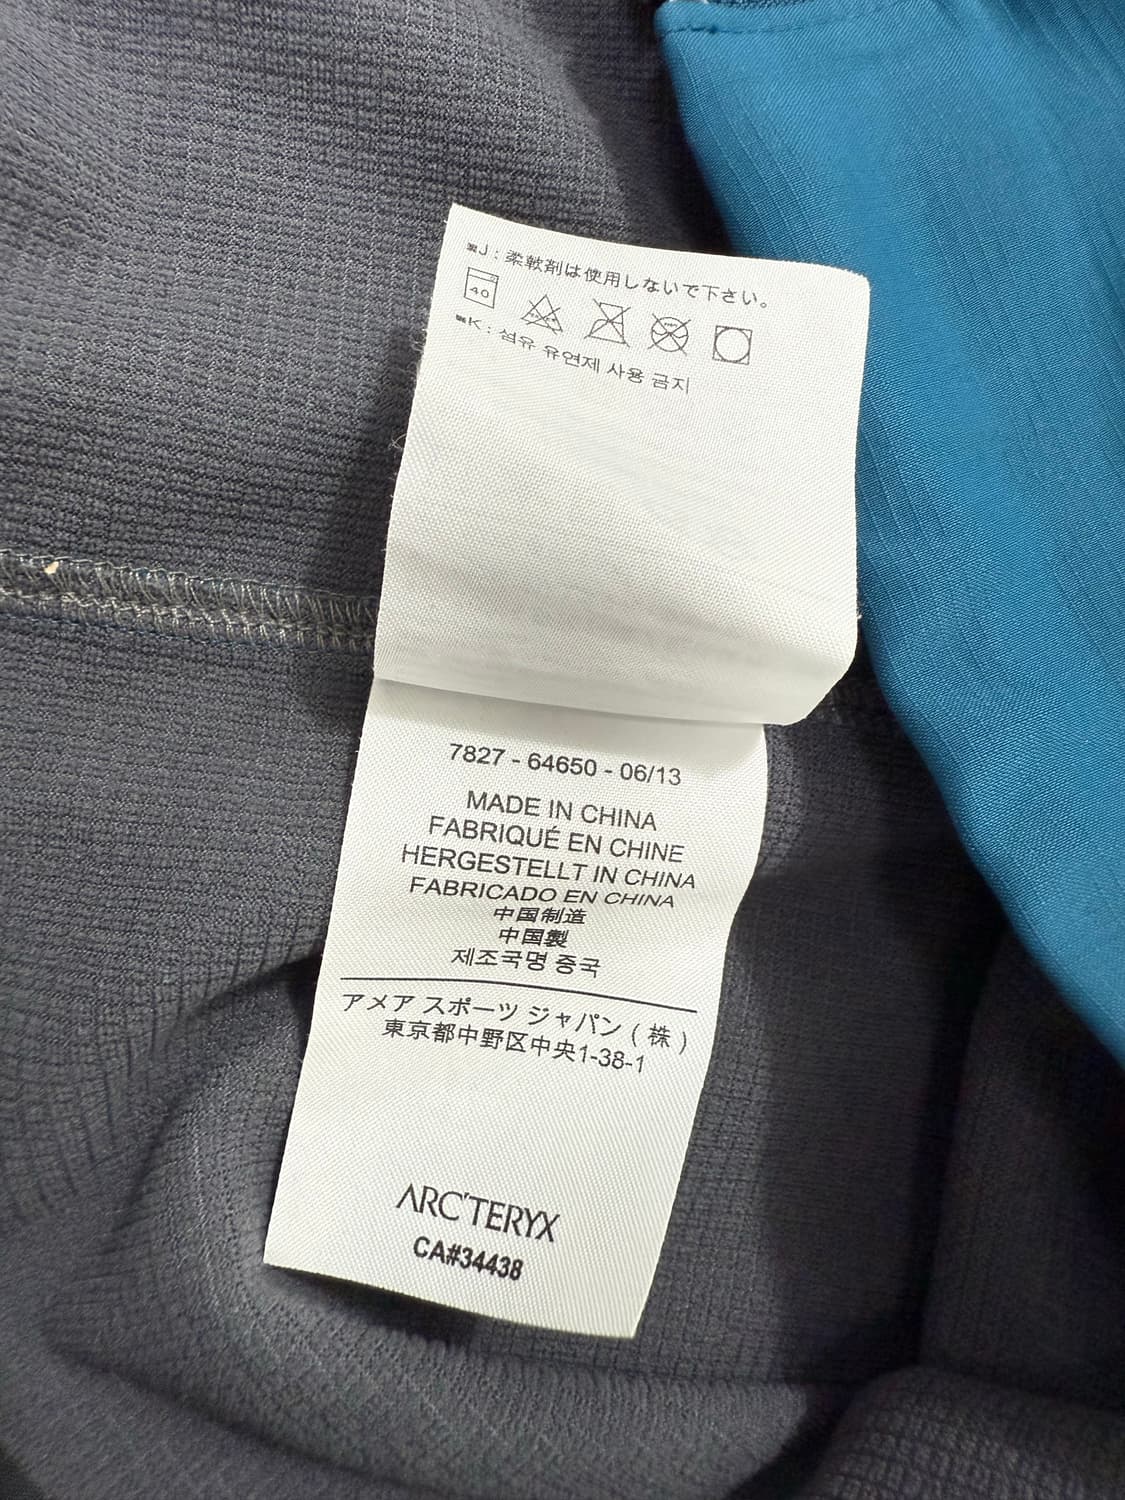 J : 柔軟剤は使用しないで下さい。
40
K : 섬유 유연제 사용 금지
7827 - 64650 - 06/13
MADE IN CHINA
FABRIQUÉ EN CHINE
HERGESTELLT IN CHINA
FABRICADO EN CHINA
中国制造
中国製
제조국명 중국
アメア スポーツ ジャパン ( 株 )
東京都中野区中央1-38-1
ARC'TERYX
CA#34438